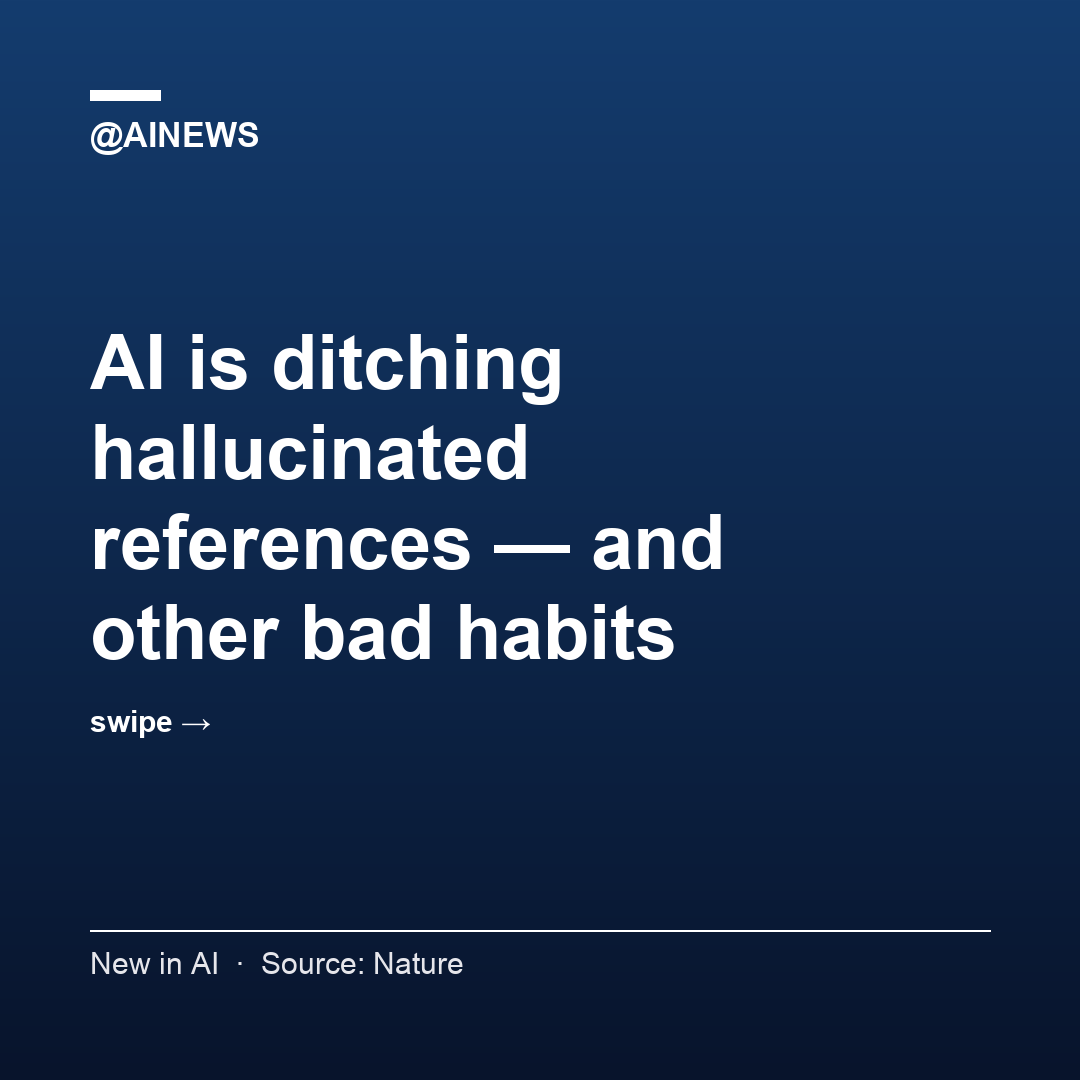 @AINEWS
AI is ditching
hallucinated
references — and
other bad habits
swipe →
New in AI · Source: Nature